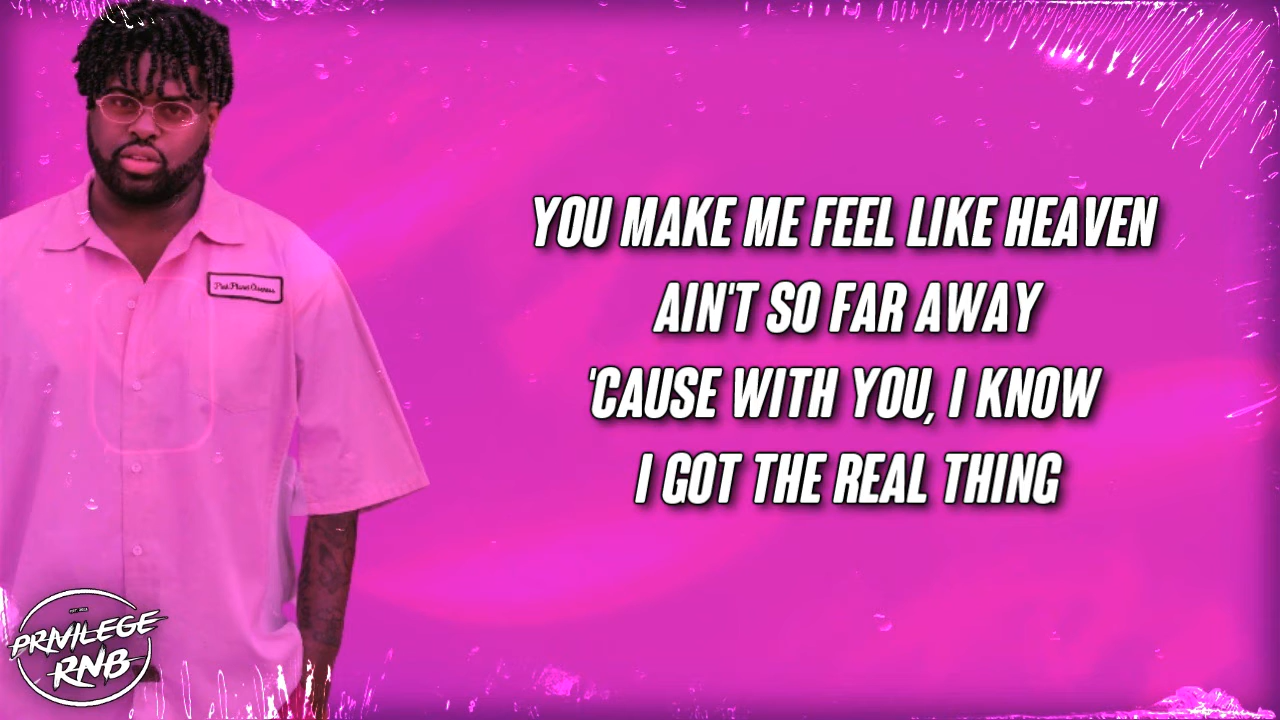 YOU MAKE ME FEEL LIKE HEAVEN
AIN'T SO FAR AWAY
'CAUSE WITH YOU, I KNOW
I GOT THE REAL THING
PRIVILEGE
RNB